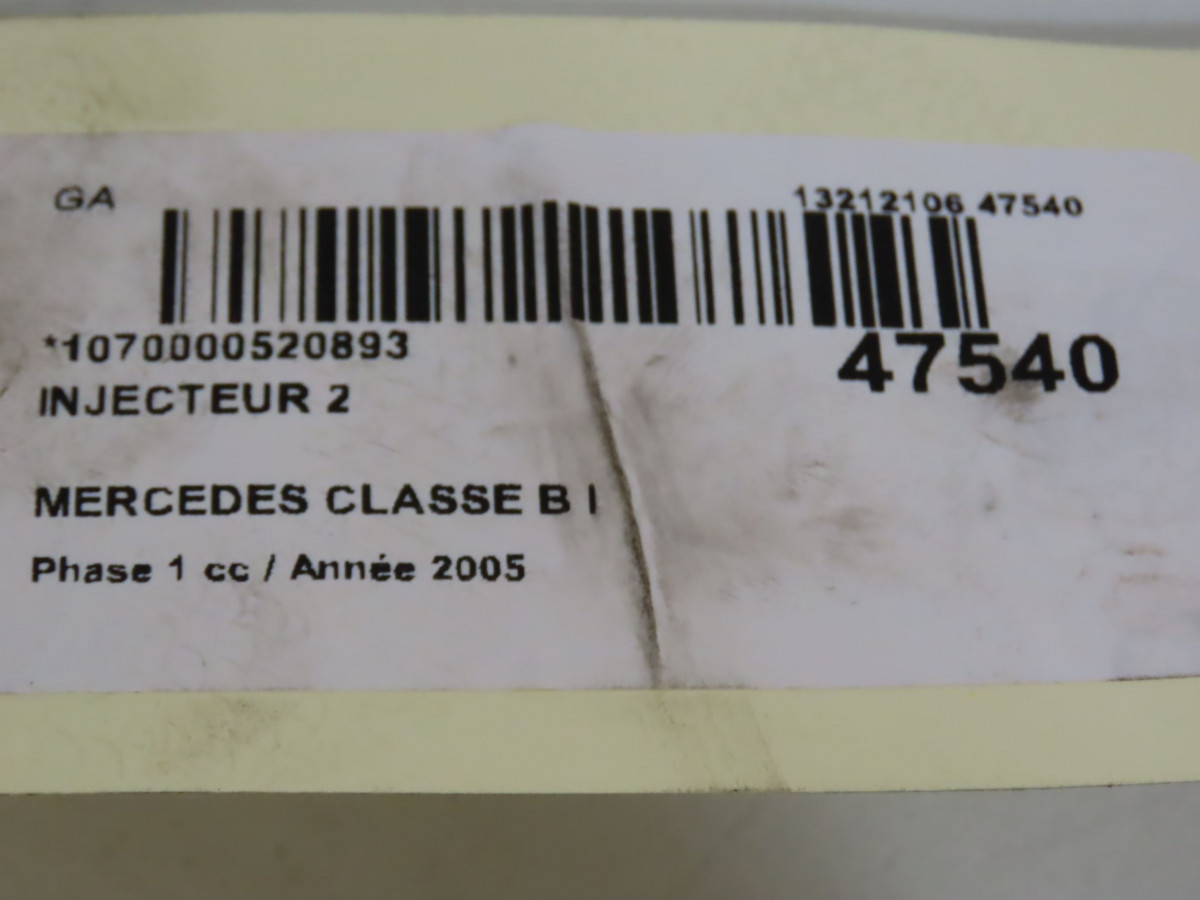 GA 13212106 47540
*1070000520893 47540
INJECTEUR 2
MERCEDES CLASSE B I
Phase 1 cc / Année 2005